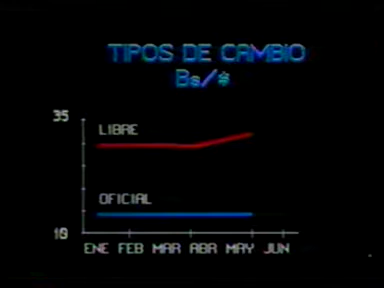 TIPOS DE CAMBIO
Bs/$
35
LIBRE
OFICIAL
10
ENE FEB MAR ABR MAY JUN